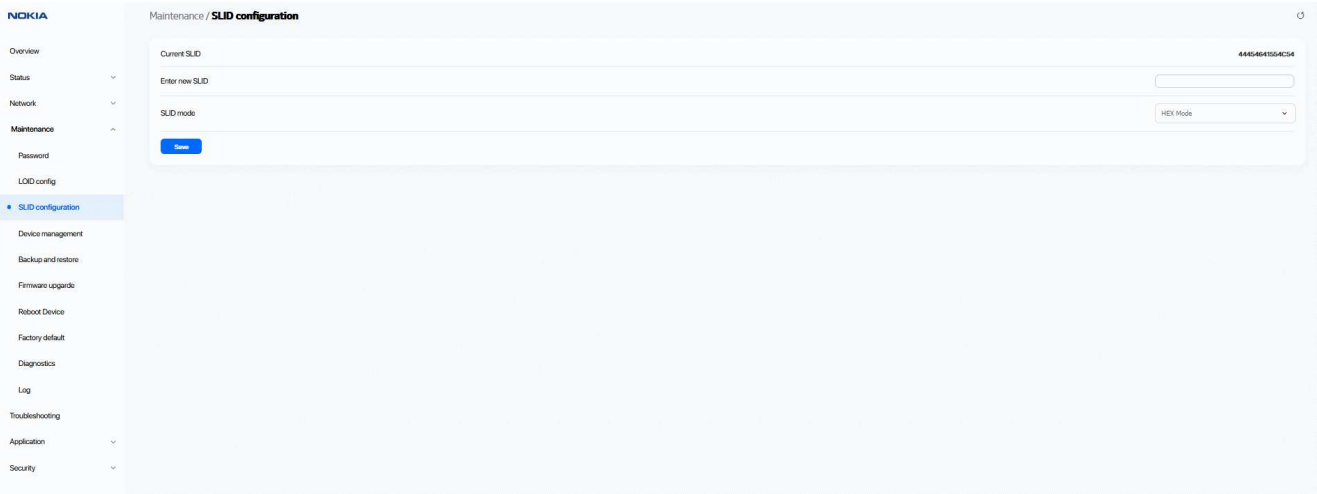 NOKIA
Maintenance / SLID configuration
Overview
Status
Network
Maintenance
Password
LOID config
SLID configuration
Device management
Backup and restore
Firmware upgarde
Reboot Device
Factory default
Diagnostics
Log
Troubleshooting
Application
Security
Current SLID 44454641554C54
Enter new SLID
SLID mode HEX Mode
Save